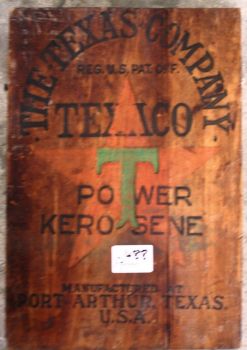 THE TEXAS COMPANY
REG. U.S. PAT. OFF.
TEXACO
T
POWER
KEROSENE
MANUFACTURED AT
PORT ARTHUR, TEXAS.
U.S.A.